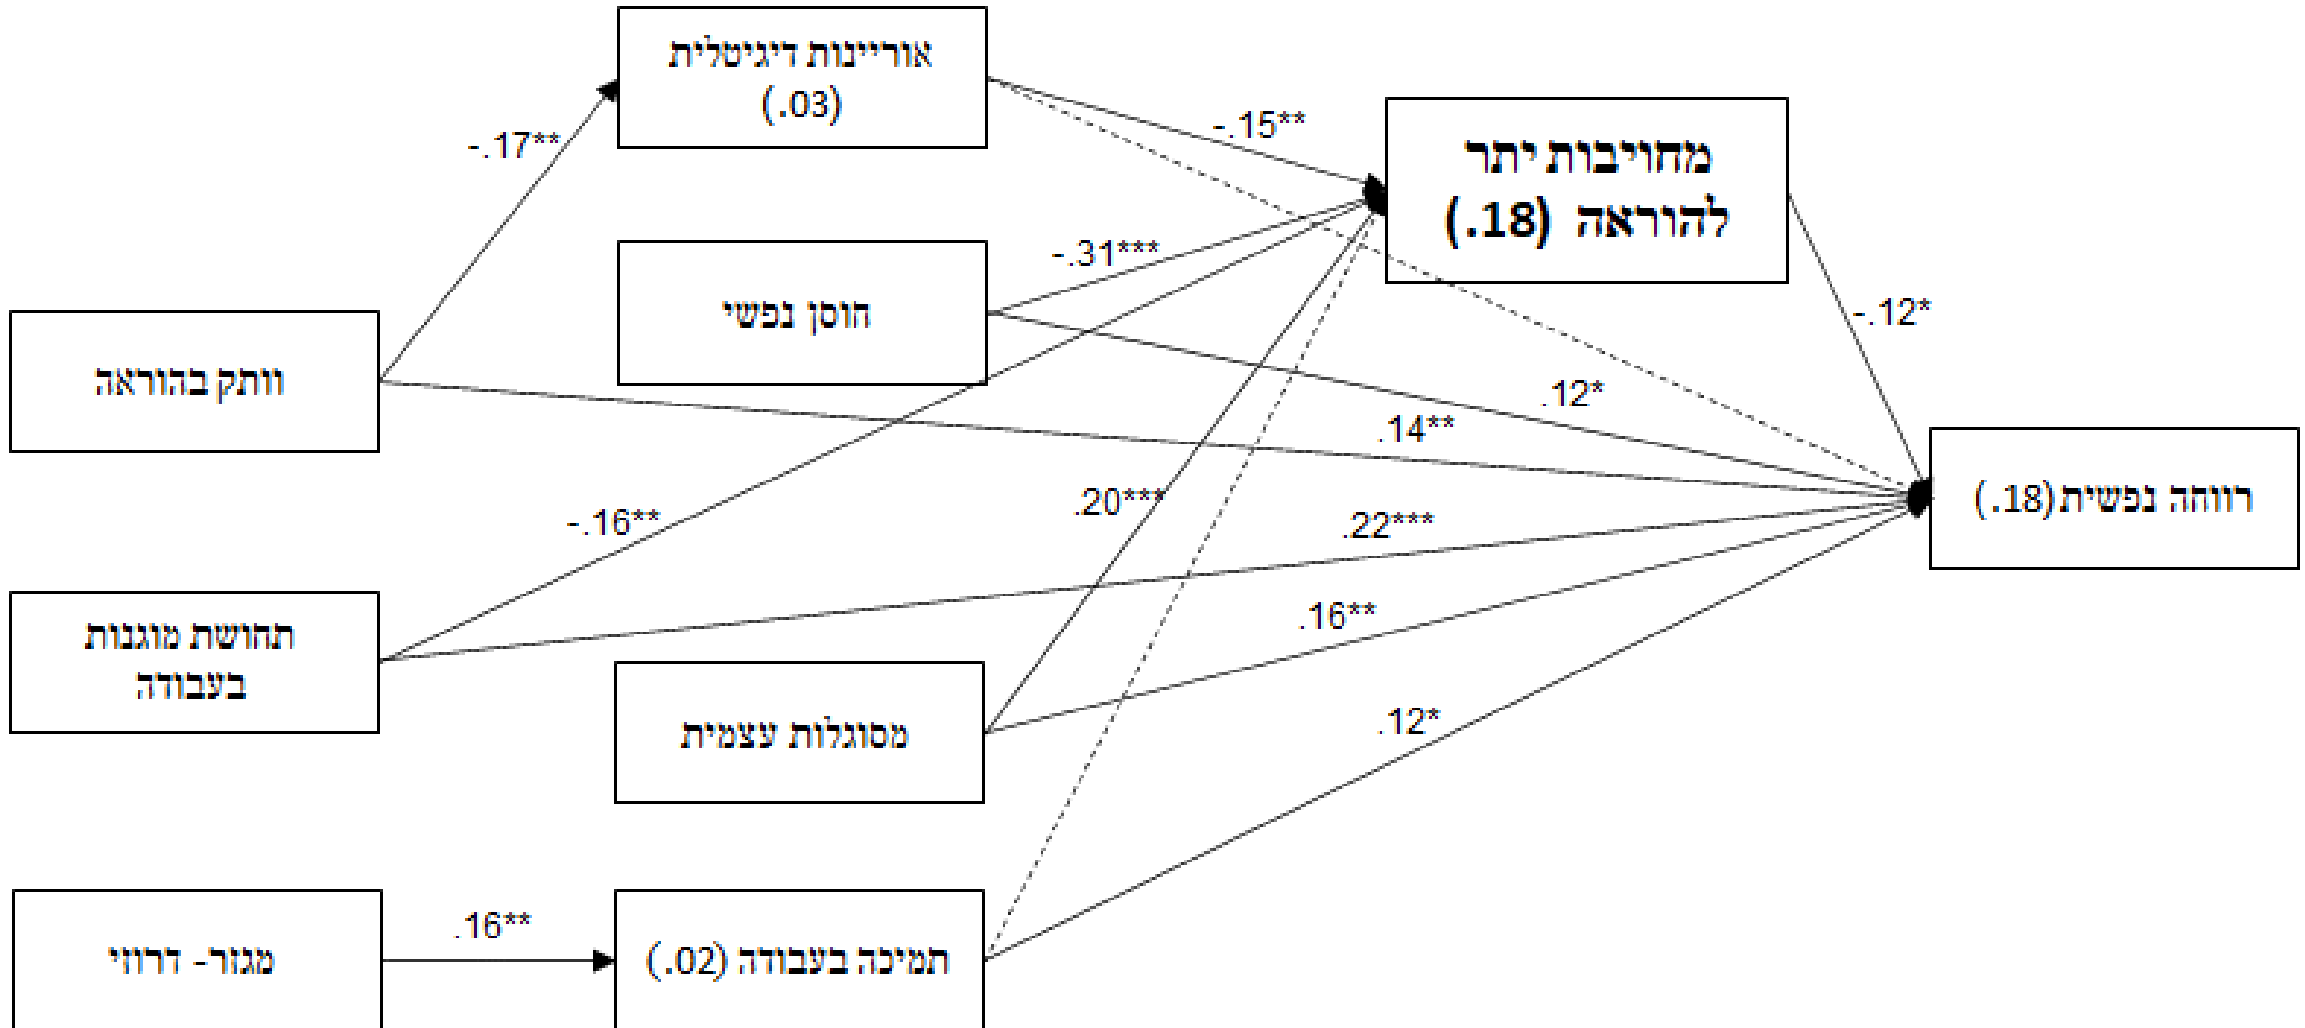 אוריינות דיגיטלית
(.03)
-.17**
-.15**
מחויבות יתר
להוראה (.18)
-.31***
חוסן נפשי
-.12*
וותק בהוראה
.12*
.14**
.20***
-.16**
.22***
רווחה נפשית (.18)
תחושת מוגנות
בעבודה
.16**
מסוגלות עצמית
.12*
.16**
מגזר- דרוזי
תמיכה בעבודה (.02)